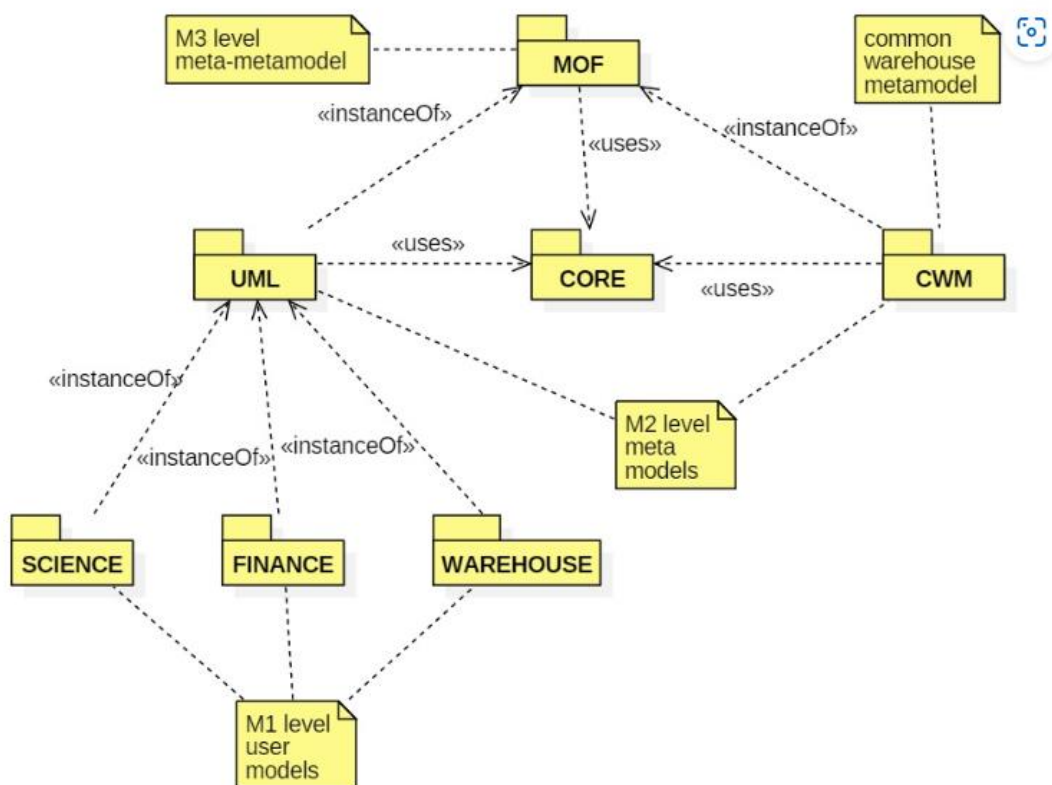 M3 level
meta-metamodel
MOF
common
warehouse
metamodel
«instanceOf»
«uses»
«instanceOf»
UML
«uses»
CORE
«uses»
CWM
«instanceOf»
«instanceOf»
«instanceOf»
M2 level
meta
models
SCIENCE
FINANCE
WAREHOUSE
M1 level
user
models